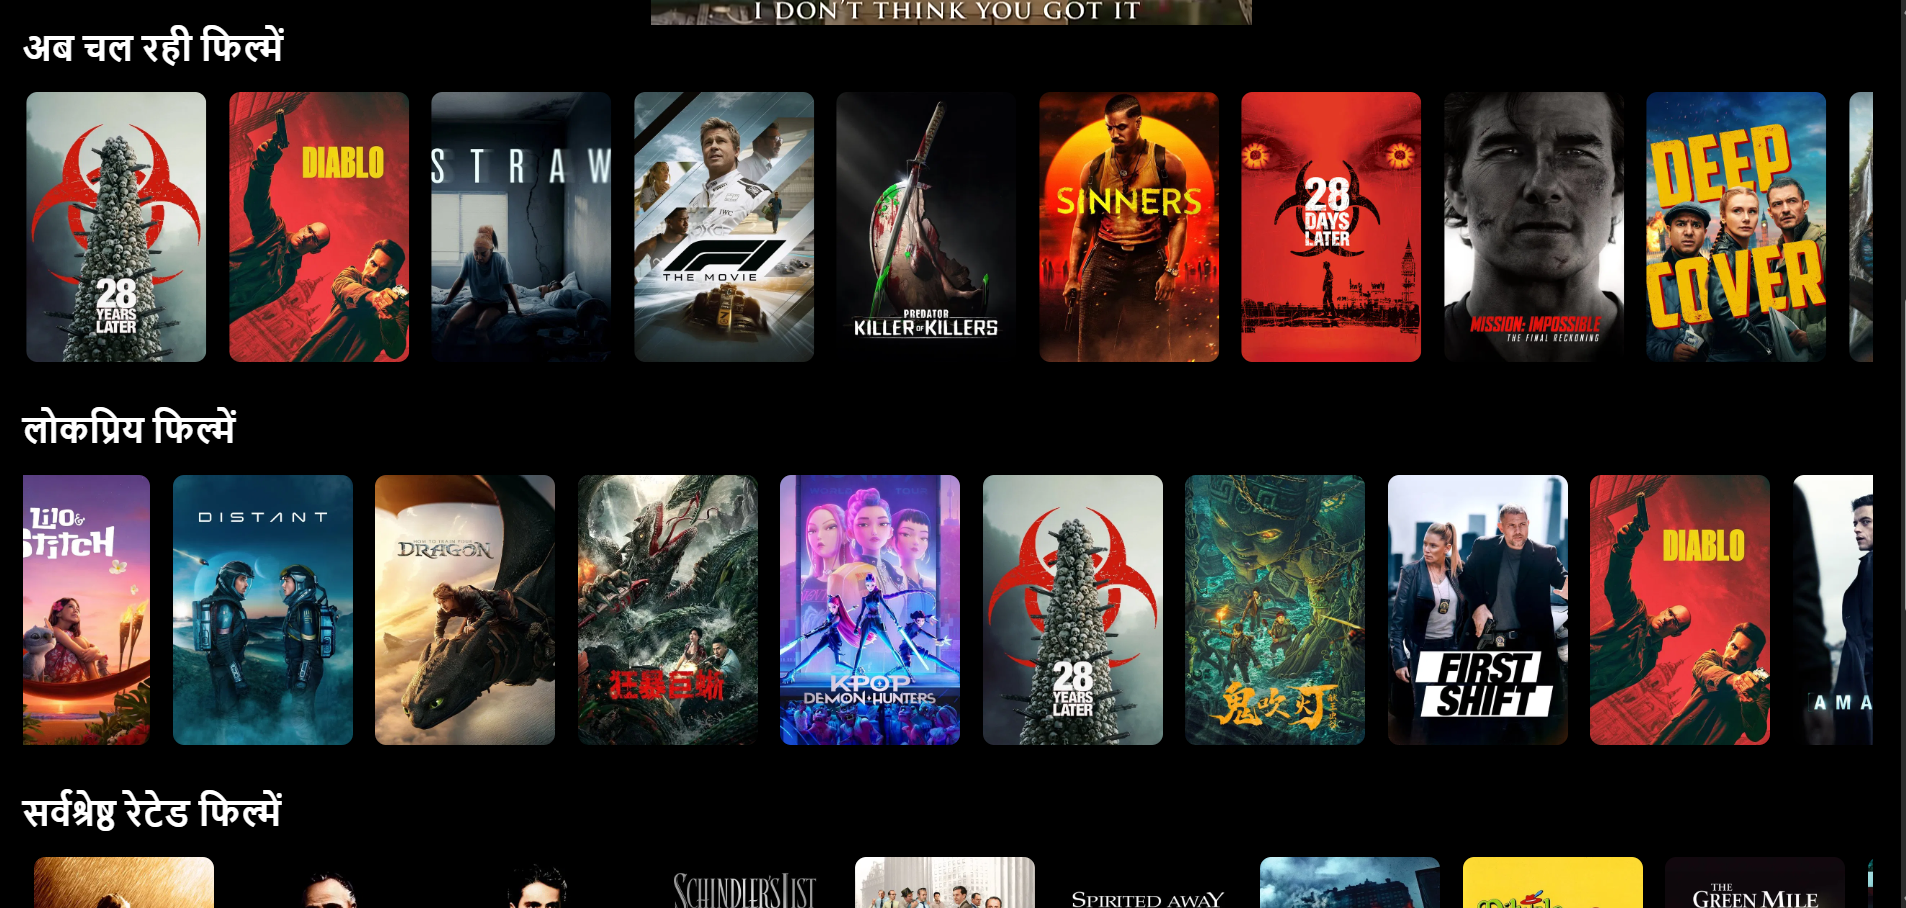 I DON'T THINK YOU GOT IT
अब चल रही फिल्में
28
YEARS
LATER
DIABLO
STRAW
F1
THE MOVIE
PREDATOR
KILLER OF KILLERS
SINNERS
28
DAYS
LATER
MISSION: IMPOSSIBLE
THE FINAL RECKONING
DEEP
COVER
लोकप्रिय फिल्में
Lilo &
STITCH
DISTANT
HOW TO TRAIN YOUR
DRAGON
狂暴巨蜥
WORLD TOUR
KPOP
DEMON HUNTERS
28
YEARS
LATER
鬼吹灯
FIRST
SHIFT
DIABLO
AMA
सर्वश्रेष्ठ रेटेड फिल्में
SCHINDLER'S LIST
SPIRITED AWAY
THE
GREEN MILE